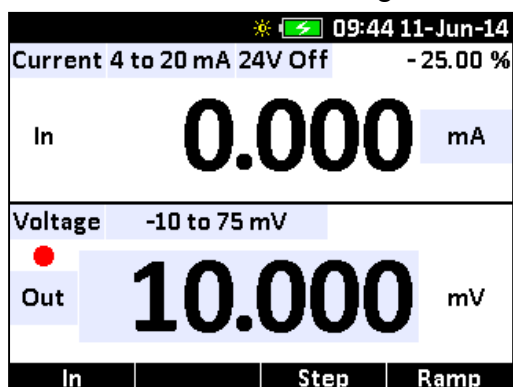 09:44 11-Jun-14
Current 4 to 20 mA 24V Off -25.00 %
In 0.000 mA
Voltage -10 to 75 mV
Out 10.000 mV
In Step Ramp